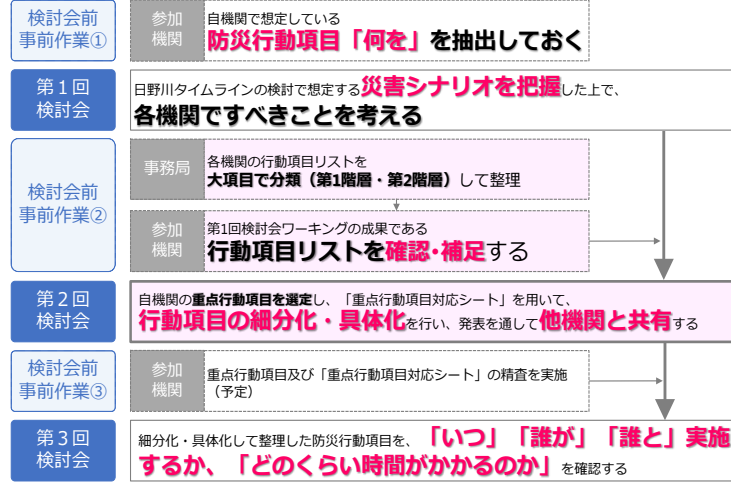 検討会前
事前作業①
参加
機関
自機関で想定している
防災行動項目「何を」を抽出しておく
第1回
検討会
日野川タイムラインの検討で想定する災害シナリオを把握した上で、
各機関ですべきことを考える
検討会前
事前作業②
事務局
各機関の行動項目リストを
大項目で分類（第1階層・第2階層）して整理
参加
機関
第1回検討会ワーキングの成果である
行動項目リストを確認・補足する
第2回
検討会
自機関の重点行動項目を選定し、「重点行動項目対応シート」を用いて、
行動項目の細分化・具体化を行い、発表を通して他機関と共有する
検討会前
事前作業③
参加
機関
重点行動項目及び「重点行動項目対応シート」の精査を実施
（予定）
第3回
検討会
細分化・具体化して整理した防災行動項目を、「いつ」「誰が」「誰と」実施
するか、「どのくらい時間がかかるのか」を確認する